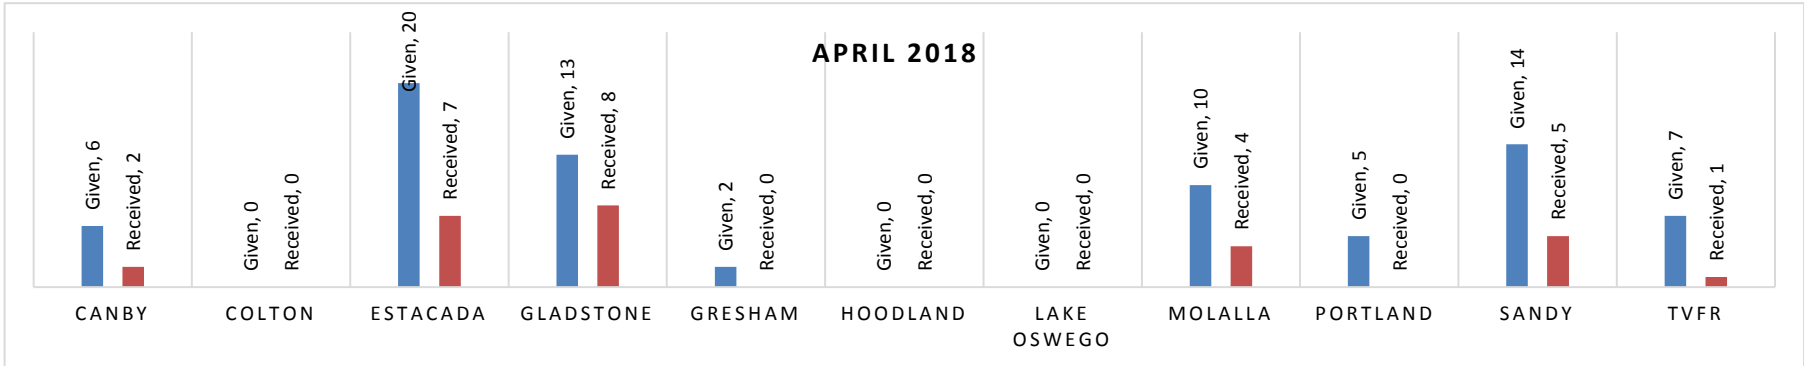 APRIL 2018
Given, 6
Received, 2
Given, 0
Received, 0
Given, 20
Received, 7
Given, 13
Received, 8
Given, 2
Received, 0
Given, 0
Received, 0
Given, 0
Received, 0
Given, 10
Received, 4
Given, 5
Received, 0
Given, 14
Received, 5
Given, 7
Received, 1
CANBY
COLTON
ESTACADA
GLADSTONE
GRESHAM
HOODLAND
LAKE
OSWEGO
MOLALLA
PORTLAND
SANDY
TVFR